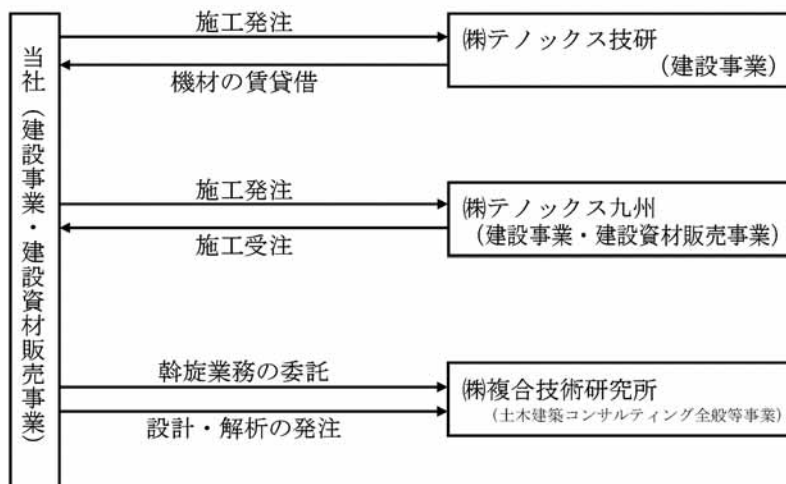 当社（建設事業・建設資材販売事業）
施工発注
機材の賃貸借
㈱テノックス技研
（建設事業）
施工発注
施工受注
㈱テノックス九州
（建設事業・建設資材販売事業）
斡旋業務の委託
設計・解析の発注
㈱複合技術研究所
（土木建築コンサルティング全般等事業）